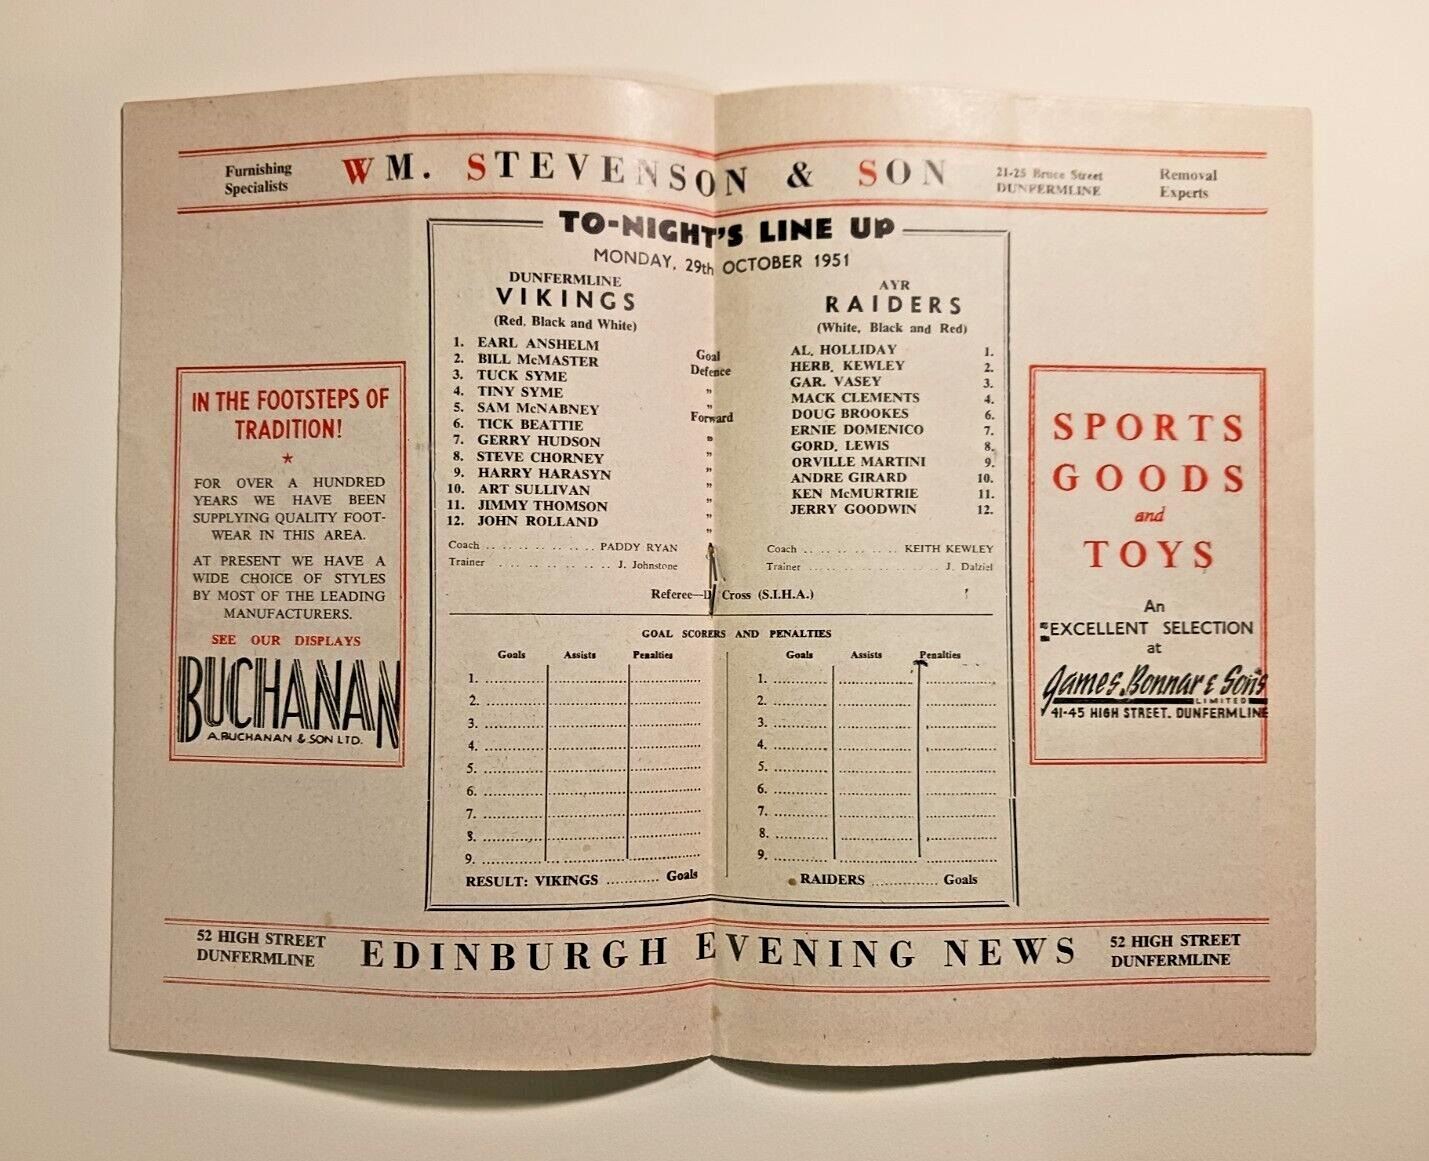 Furnishing
Specialists
WM. STEVENSON & SON
21-25 Bruce Street
DUNFERMLINE
Removal
Experts
TO-NIGHT'S LINE UP
MONDAY, 29th OCTOBER 1951
DUNFERMLINE
VIKINGS
(Red, Black and White)
1. EARL ANSHELM
2. BILL McMASTER
3. TUCK SYME
4. TINY SYME
5. SAM McNABNEY
6. TICK BEATTIE
7. GERRY HUDSON
8. STEVE CHORNEY
9. HARRY HARASYN
10. ART SULLIVAN
11. JIMMY THOMSON
12. JOHN ROLLAND
Coach .. .. .. .. .. .. .. PADDY RYAN
Trainer .. .. .. .. .. .. .. J. Johnstone
Goal
Defence
"
"
Forward
"
"
"
"
"
"
"
AYR
RAIDERS
(White, Black and Red)
AL. HOLLIDAY 1.
HERB. KEWLEY 2.
GAR. VASEY 3.
MACK CLEMENTS 4.
DOUG BROOKES 6.
ERNIE DOMENICO 7.
GORD. LEWIS 8.
ORVILLE MARTINI 9.
ANDRE GIRARD 10.
KEN McMURTRIE 11.
JERRY GOODWIN 12.
Coach .. .. .. .. .. .. KEITH KEWLEY
Trainer .. .. .. .. .. .. J. Dalziel
Referee—D. Cross (S.I.H.A.)
GOAL SCORERS AND PENALTIES
Goals Assists Penalties
1.
2.
3.
4.
5.
6.
7.
8.
9.
RESULT: VIKINGS ............ Goals
Goals Assists Penalties
1.
2.
3.
4.
5.
6.
7.
8.
9.
RAIDERS ............... Goals
IN THE FOOTSTEPS OF
TRADITION!
FOR OVER A HUNDRED
YEARS WE HAVE BEEN
SUPPLYING QUALITY FOOT-
WEAR IN THIS AREA.
AT PRESENT WE HAVE A
WIDE CHOICE OF STYLES
BY MOST OF THE LEADING
MANUFACTURERS.
SEE OUR DISPLAYS
BUCHANAN
A. BUCHANAN & SON LTD.
SPORTS
GOODS
and
TOYS
An
EXCELLENT SELECTION
at
James Bonnar & Sons
LIMITED
41-45 HIGH STREET. DUNFERMLINE
52 HIGH STREET
DUNFERMLINE
EDINBURGH EVENING NEWS
52 HIGH STREET
DUNFERMLINE